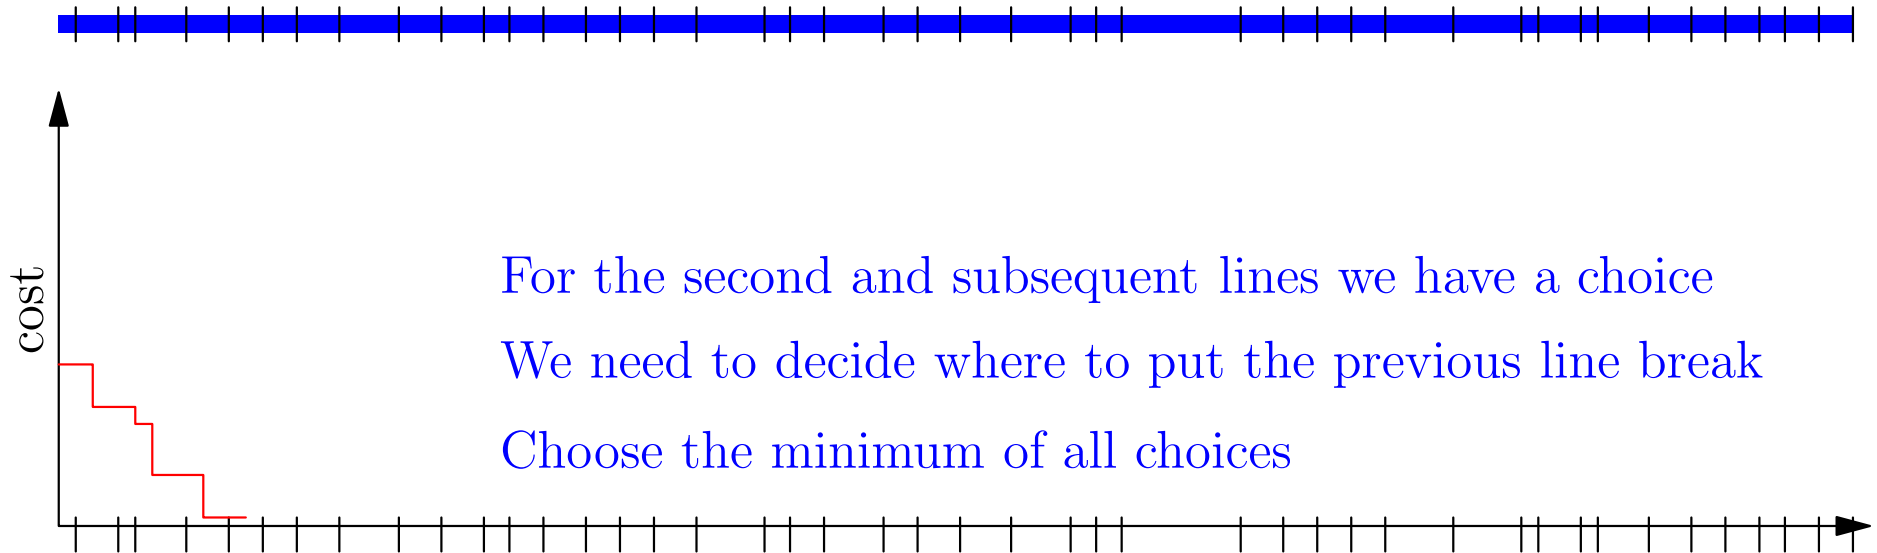 cost
For the second and subsequent lines we have a choice
We need to decide where to put the previous line break
Choose the minimum of all choices